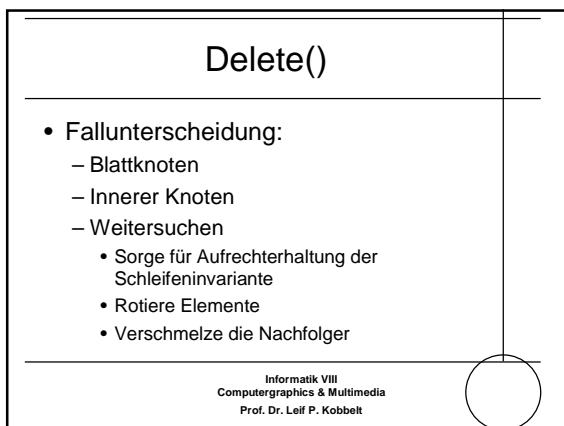 Delete()
• Fallunterscheidung:
– Blattknoten
– Innerer Knoten
– Weitersuchen
• Sorge für Aufrechterhaltung der
Schleifeninvariante
• Rotiere Elemente
• Verschmelze die Nachfolger
Informatik VIII
Computergraphics & Multimedia
Prof. Dr. Leif P. Kobbelt